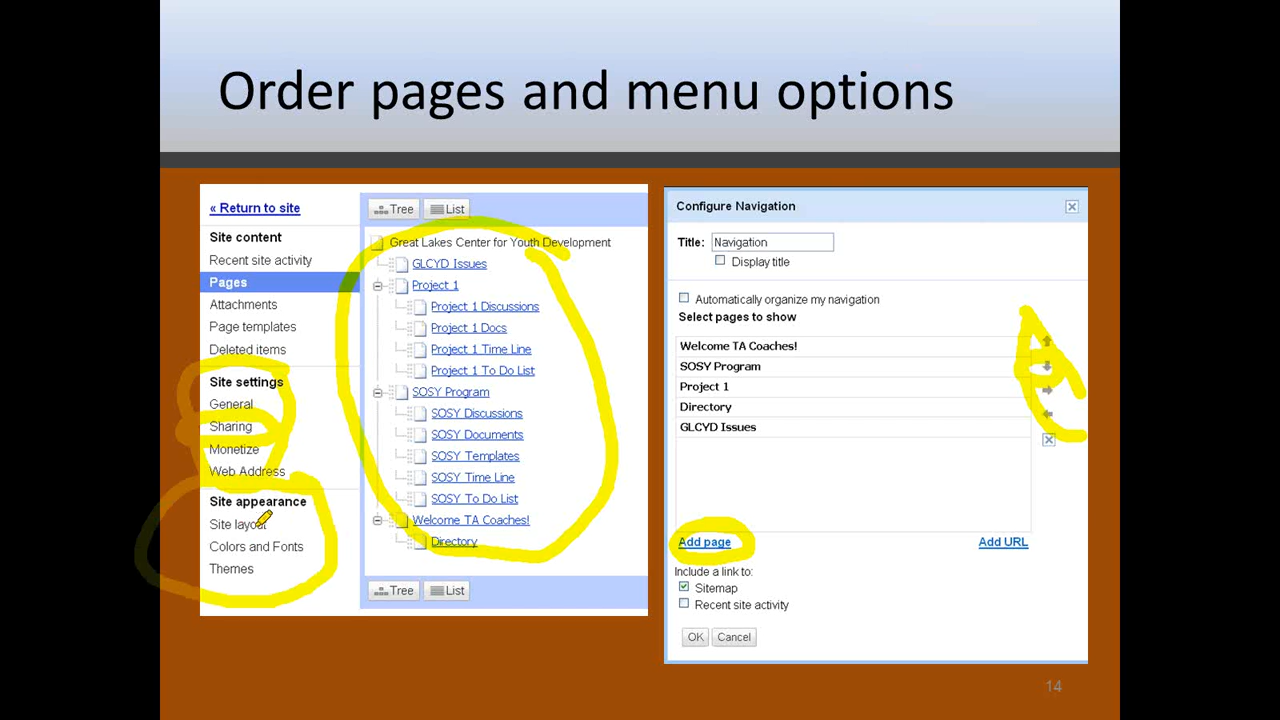 Order pages and menu options
« Return to site
Site content
Recent site activity
Pages
Attachments
Page templates
Deleted items
Site settings
General
Sharing
Monetize
Web Address
Site appearance
Site layout
Colors and Fonts
Themes
Tree List
Great Lakes Center for Youth Development
GLCYD Issues
Project 1
Project 1 Discussions
Project 1 Docs
Project 1 Time Line
Project 1 To Do List
SOSY Program
SOSY Discussions
SOSY Documents
SOSY Templates
SOSY Time Line
SOSY To Do List
Welcome TA Coaches!
Directory
Tree List
Configure Navigation
Title: Navigation
Display title
Automatically organize my navigation
Select pages to show
Welcome TA Coaches!
SOSY Program
Project 1
Directory
GLCYD Issues
Add page Add URL
Include a link to:
Sitemap
Recent site activity
OK Cancel
14